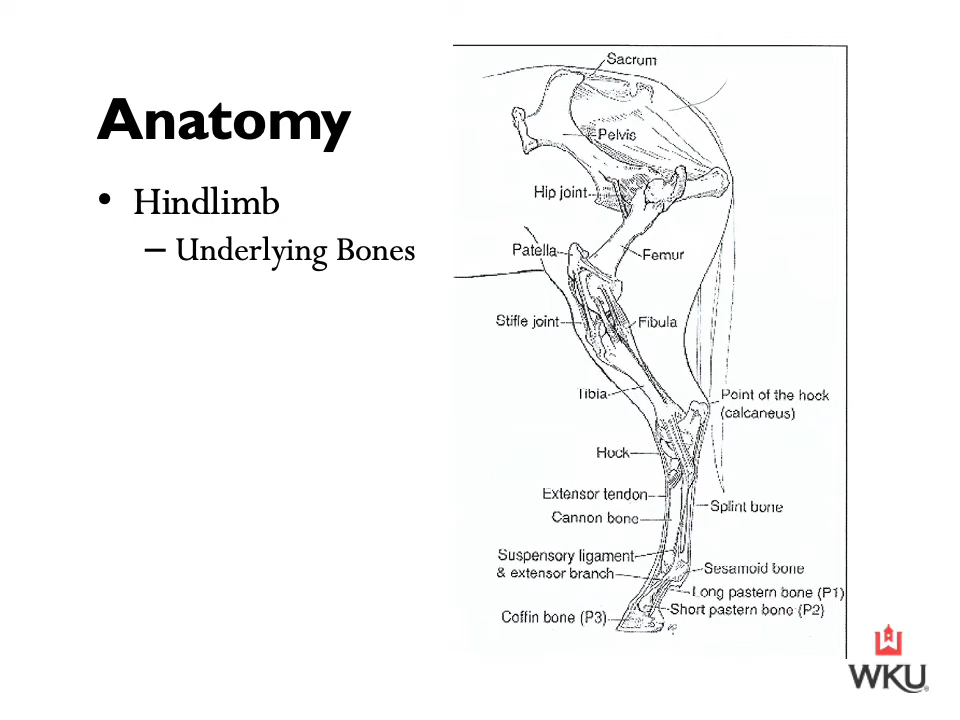 Anatomy
• Hindlimb
– Underlying Bones
Sacrum
Pelvis
Hip joint
Patella
Femur
Stifle joint
Fibula
Tibia
Point of the hock
(calcaneus)
Hock
Extensor tendon
Splint bone
Cannon bone
Suspensory ligament
& extensor branch
Sesamoid bone
Long pastern bone (P1)
Short pastern bone (P2)
Coffin bone (P3)
WKU®